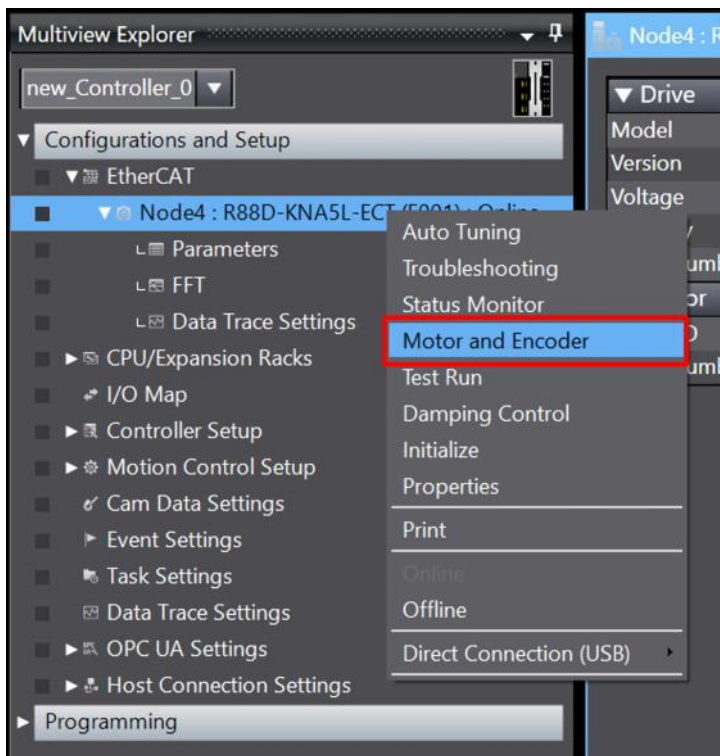 Multiview Explorer
new_Controller_0
Configurations and Setup
EtherCAT
Node4 : R88D-KNA5L-ECT (E001) : Online
Parameters
FFT
Data Trace Settings
CPU/Expansion Racks
I/O Map
Controller Setup
Motion Control Setup
Cam Data Settings
Event Settings
Task Settings
Data Trace Settings
OPC UA Settings
Host Connection Settings
Programming
Auto Tuning
Troubleshooting
Status Monitor
Motor and Encoder
Test Run
Damping Control
Initialize
Properties
Print
Online
Offline
Direct Connection (USB)
Node4 : R
Drive
Model
Version
Voltage